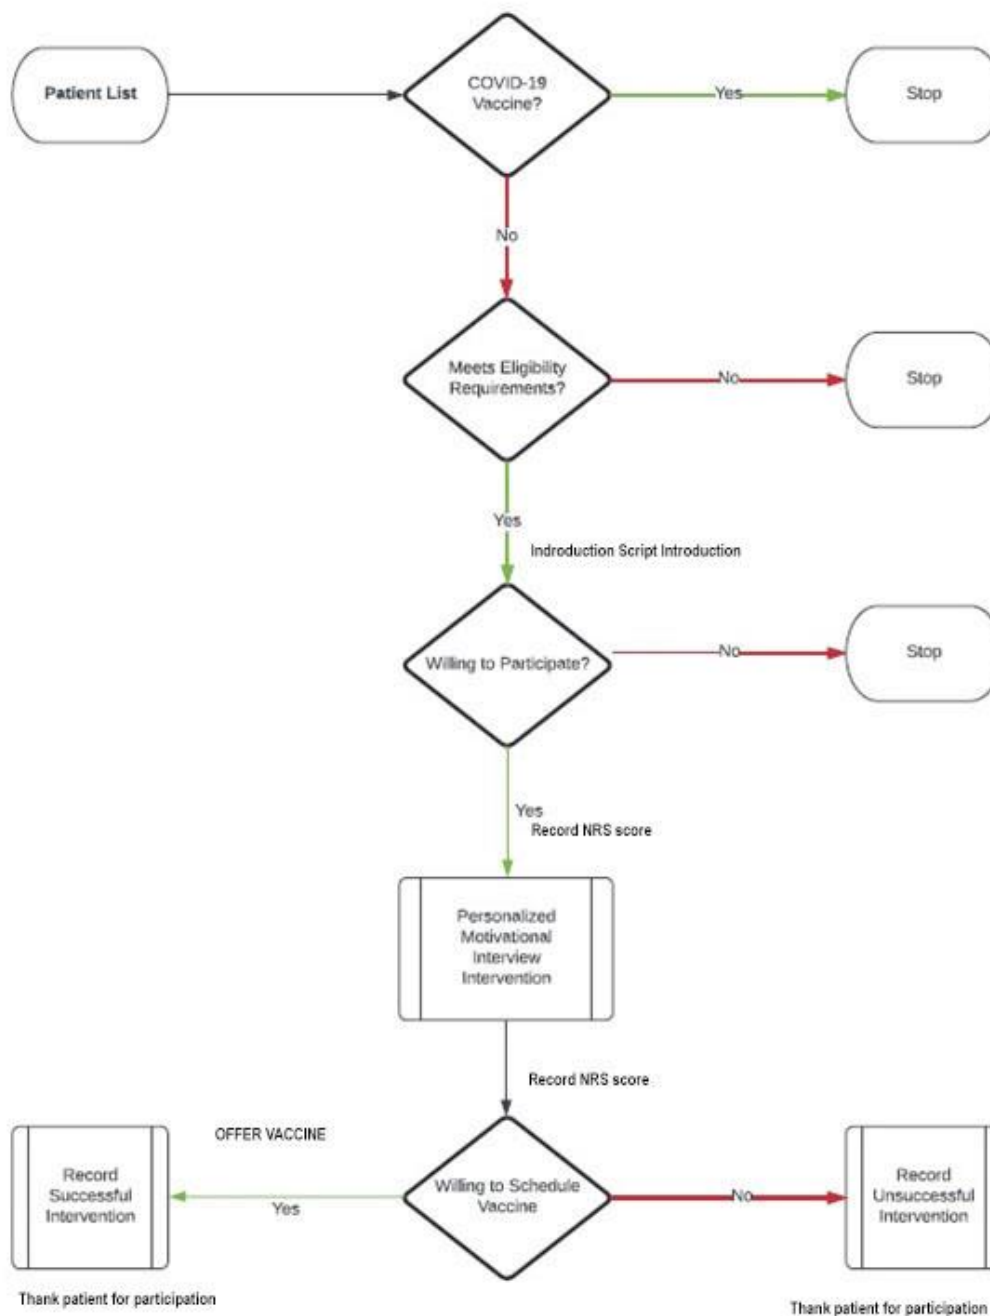 Patient List
COVID-19
Vaccine?
Yes
Stop
No
Meets Eligibility
Requirements?
No
Stop
Yes
Indroduction Script Introduction
Willing to Participate?
No
Stop
Yes
Record NRS score
Personalized
Motivational
Interview
Intervention
Record NRS score
OFFER VACCINE
Record
Successful
Intervention
Yes
Willing to Schedule
Vaccine
No
Record
Unsuccessful
Intervention
Thank patient for participation
Thank patient for participation